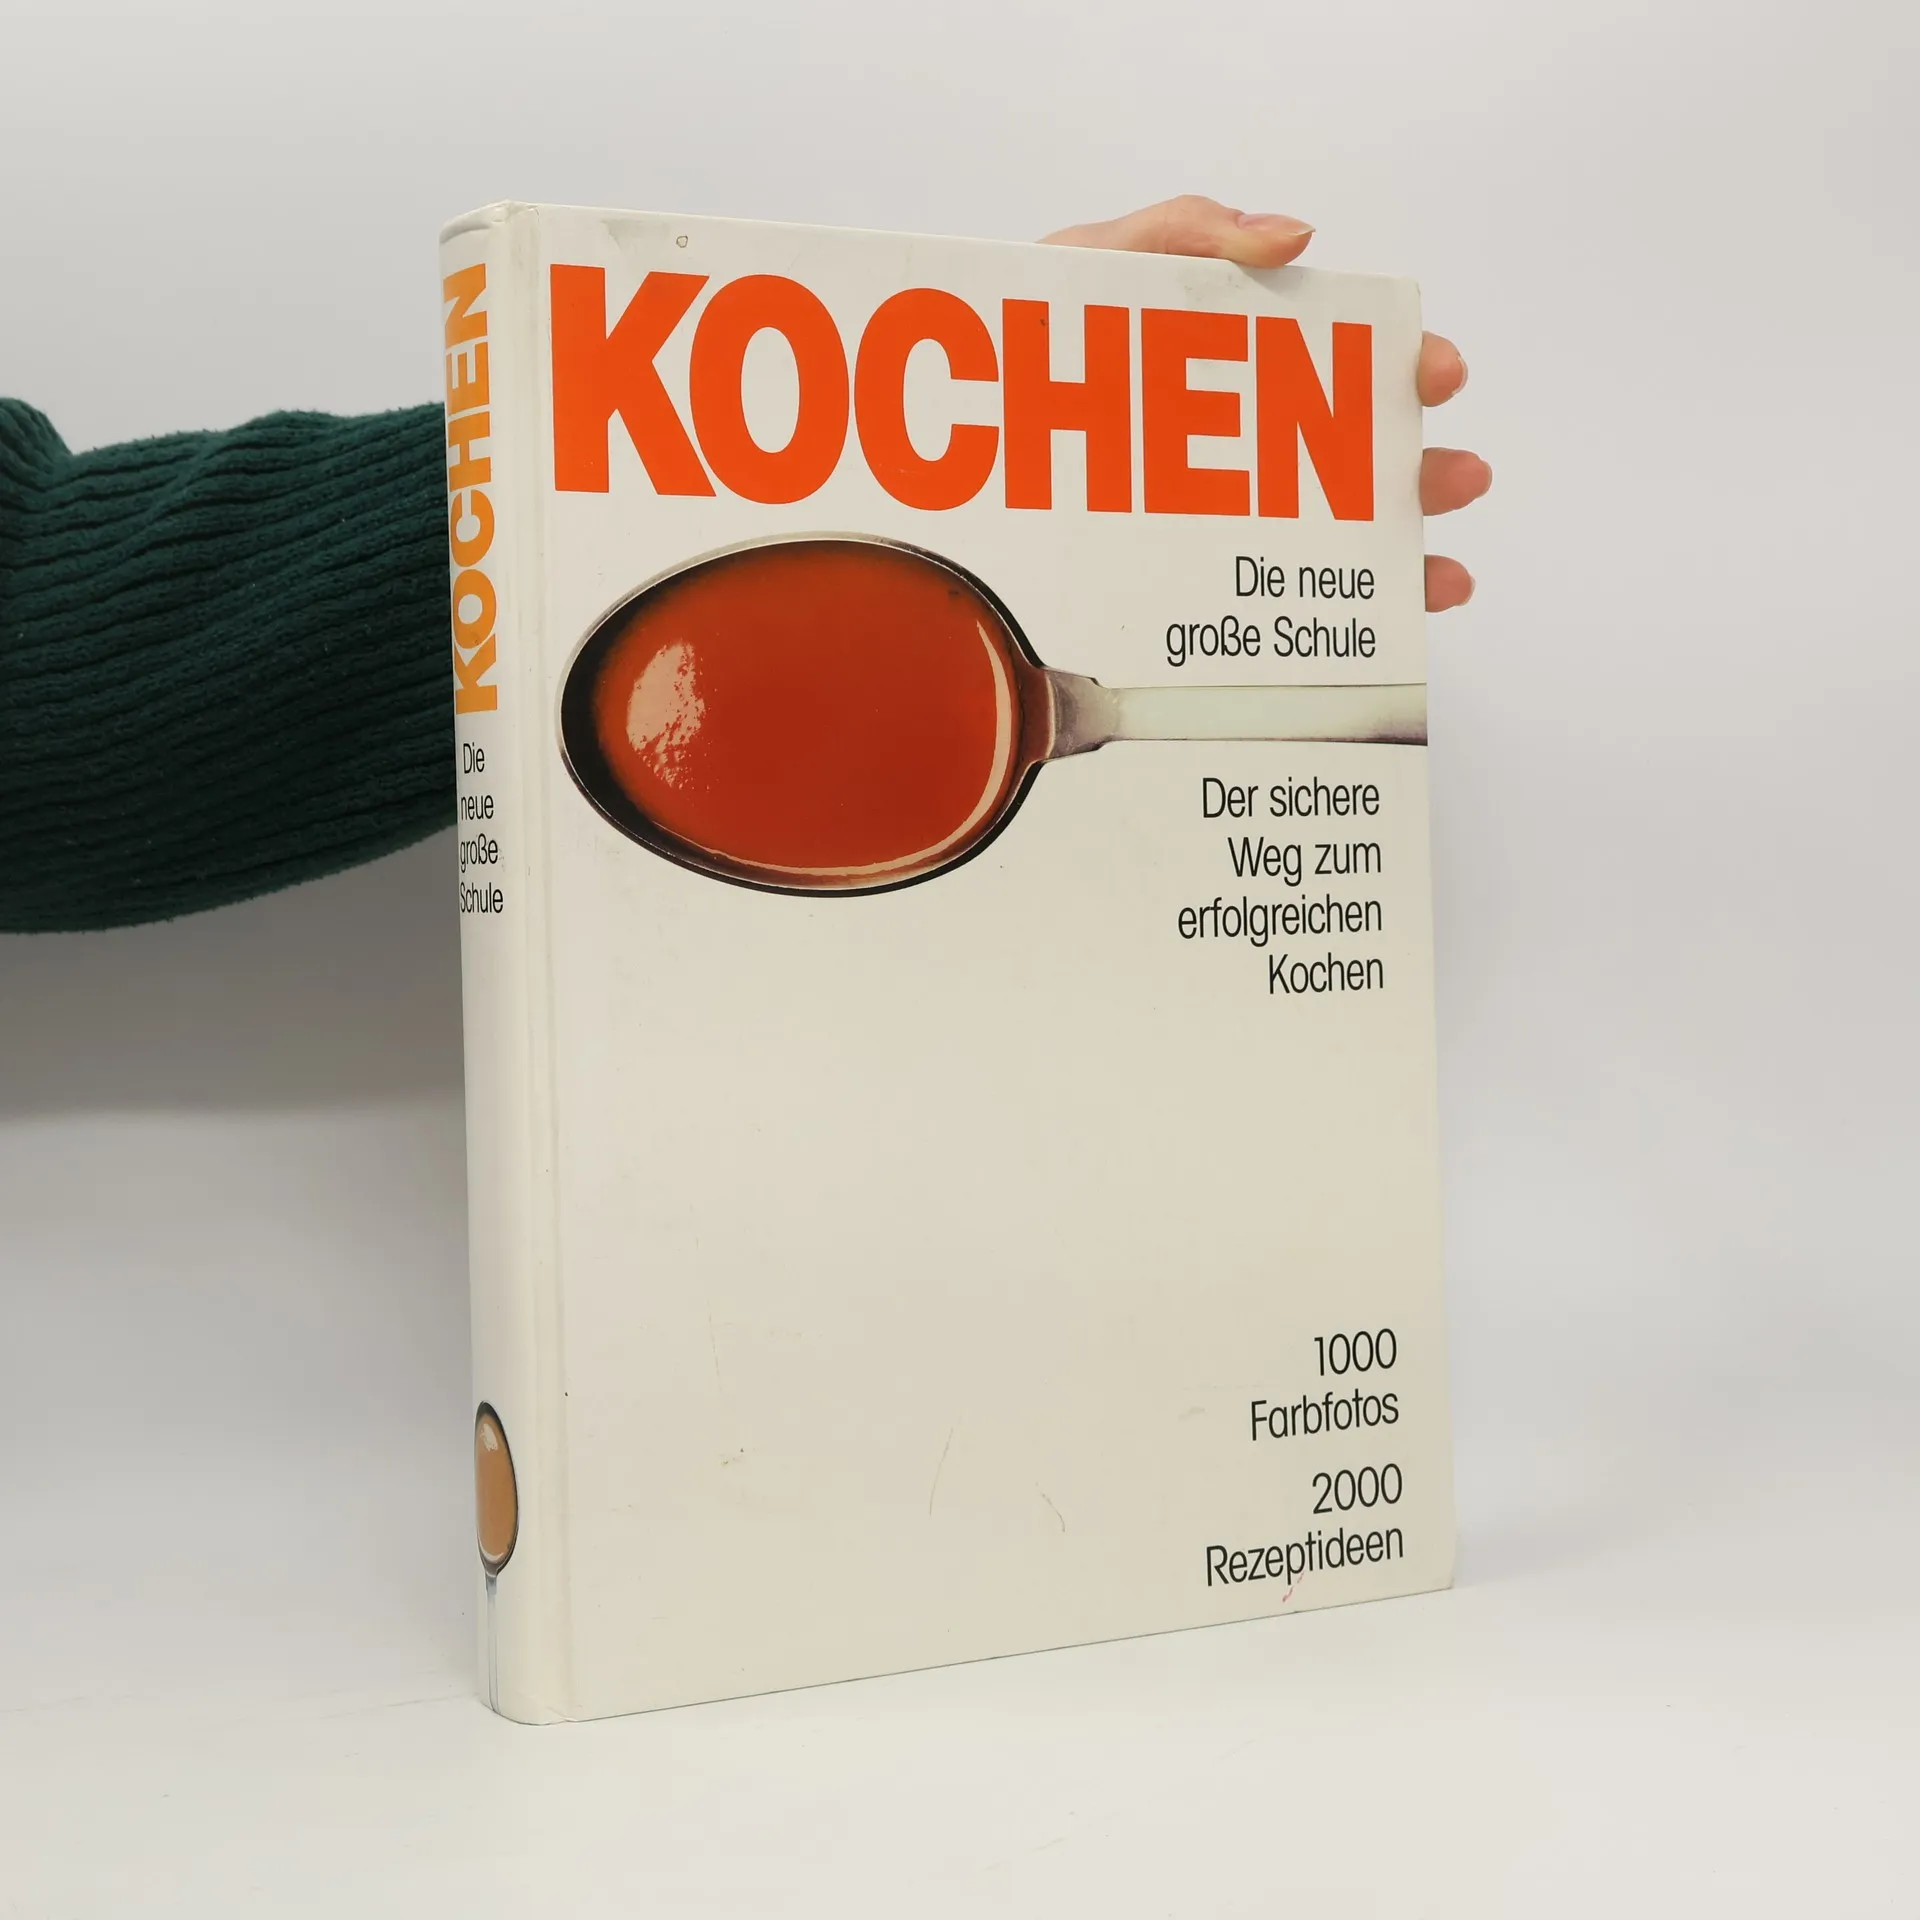 KOCHEN
Die
neue
große
Schule
KOCHEN
Die neue
große Schule
Der sichere
Weg zum
erfolgreichen
Kochen
1000
Farbfotos
2000
Rezeptideen